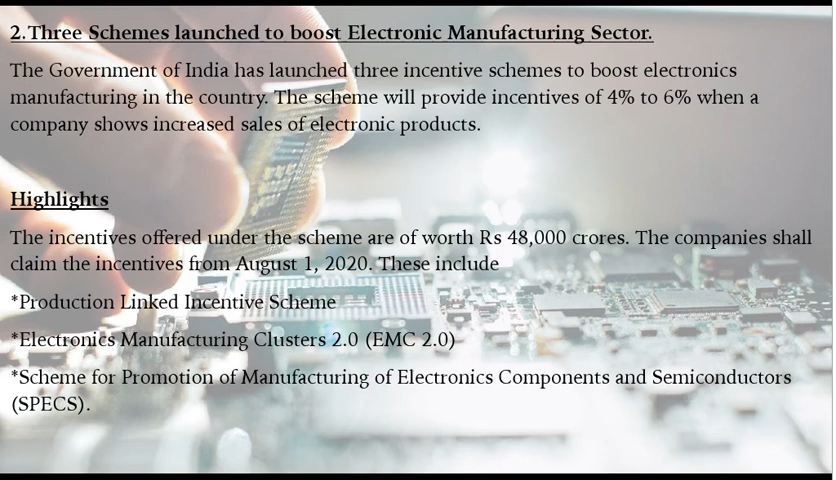 2.Three Schemes launched to boost Electronic Manufacturing Sector.
The Government of India has launched three incentive schemes to boost electronics
manufacturing in the country. The scheme will provide incentives of 4% to 6% when a
company shows increased sales of electronic products.
Highlights
The incentives offered under the scheme are of worth Rs 48,000 crores. The companies shall
claim the incentives from August 1, 2020. These include
*Production Linked Incentive Scheme
*Electronics Manufacturing Clusters 2.0 (EMC 2.0)
*Scheme for Promotion of Manufacturing of Electronics Components and Semiconductors
(SPECS).